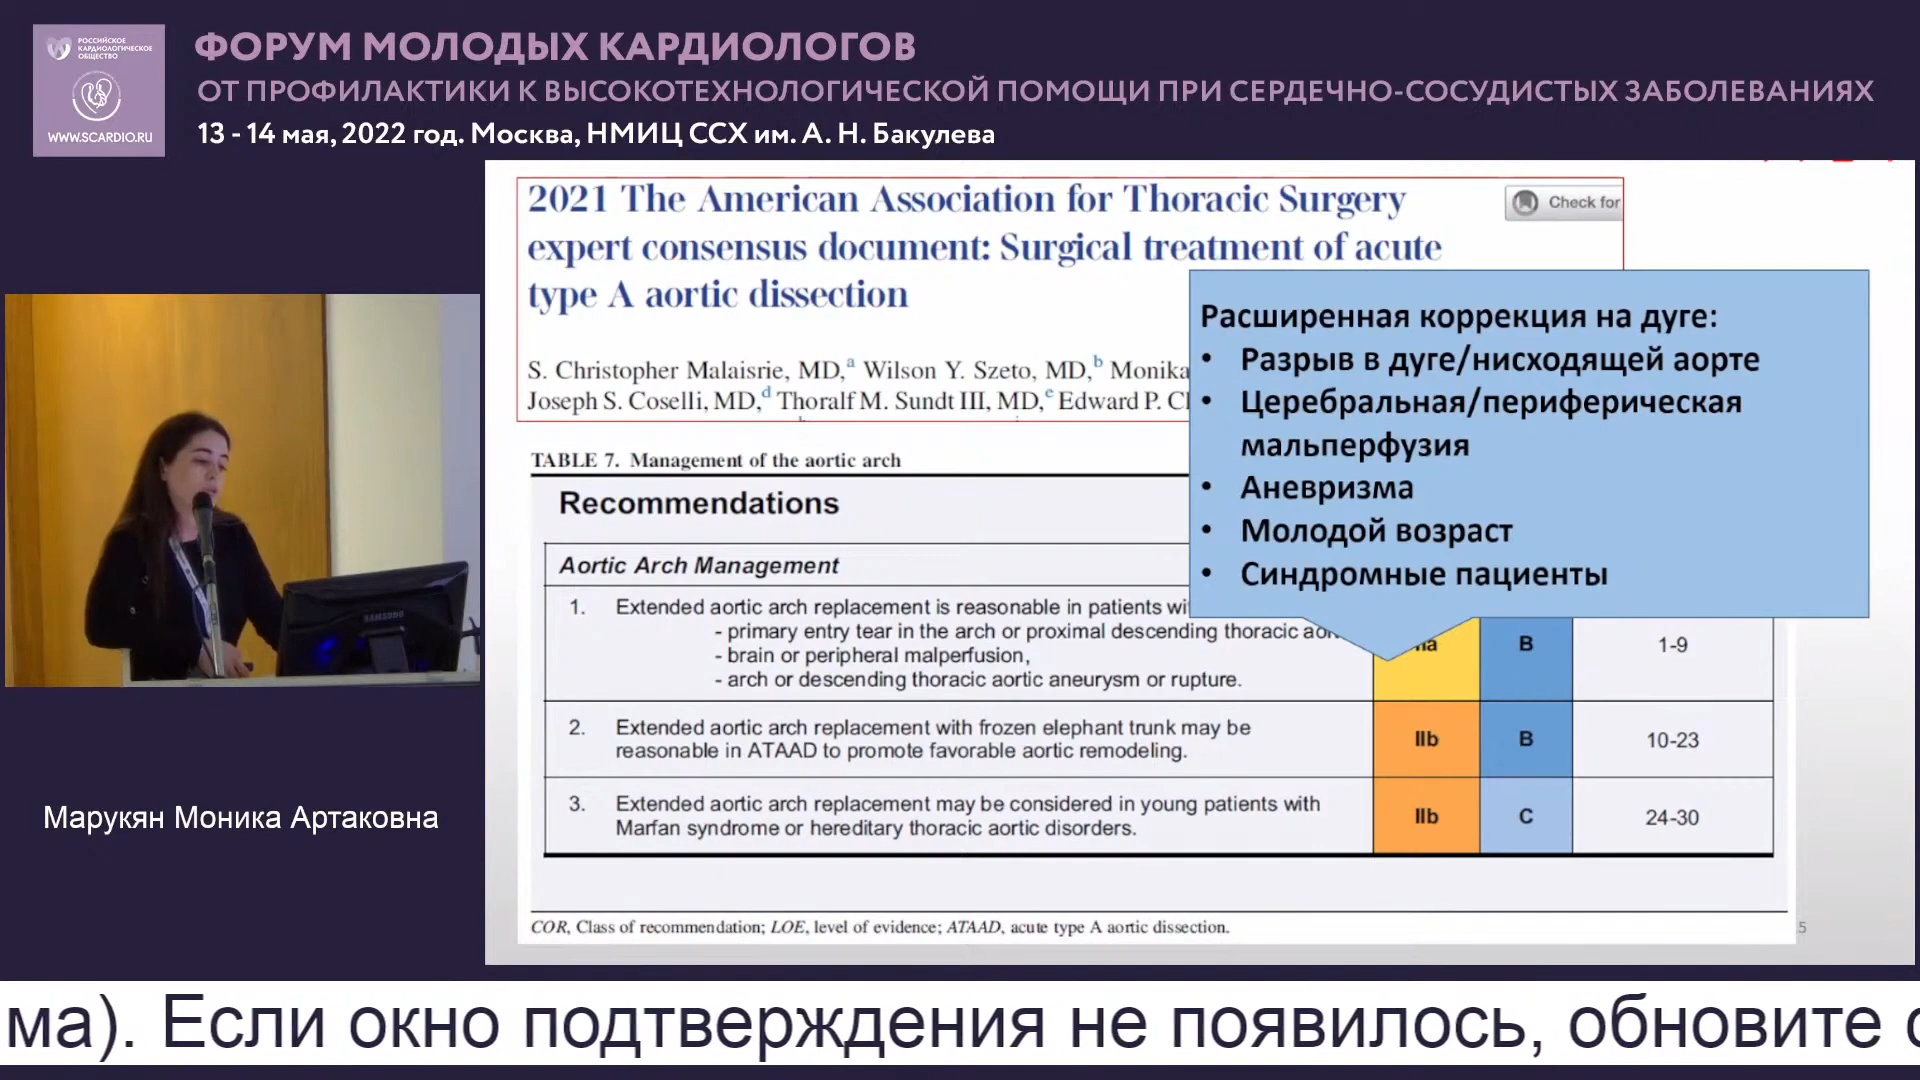 РОССИЙСКОЕ
КАРДИОЛОГИЧЕСКОЕ
ОБЩЕСТВО
WWW.SCARDIO.RU
ФОРУМ МОЛОДЫХ КАРДИОЛОГОВ
ОТ ПРОФИЛАКТИКИ К ВЫСОКОТЕХНОЛОГИЧЕСКОЙ ПОМОЩИ ПРИ СЕРДЕЧНО-СОСУДИСТЫХ ЗАБОЛЕВАНИЯХ
13 - 14 мая, 2022 год. Москва, НМИЦ ССХ им. А. Н. Бакулева
2021 The American Association for Thoracic Surgery
expert consensus document: Surgical treatment of acute
type A aortic dissection
Check for
S. Christopher Malaisrie, MD,a Wilson Y. Szeto, MD,b Monika
Joseph S. Coselli, MD,d Thoralf M. Sundt III, MD,e Edward P.
Расширенная коррекция на дуге:
• Разрыв в дуге/нисходящей аорте
• Церебральная/периферическая
мальперфузия
• Аневризма
• Молодой возраст
• Синдромные пациенты
TABLE 7. Management of the aortic arch
Recommendations
Aortic Arch Management
1. Extended aortic arch replacement is reasonable in patients
- primary entry tear in the arch or proximal descending thoracic
- brain or peripheral malperfusion,
- arch or descending thoracic aortic aneurysm or rupture.
B 1-9
2. Extended aortic arch replacement with frozen elephant trunk may be
reasonable in ATAAD to promote favorable aortic remodeling.
IIb B 10-23
3. Extended aortic arch replacement may be considered in young patients with
Marfan syndrome or hereditary thoracic aortic disorders.
IIb C 24-30
COR, Class of recommendation; LOE, level of evidence; ATAAD, acute type A aortic dissection.
SAMSUNG
Марукян Моника Артаковна
ма). Если окно подтверждения не появилось, обновите